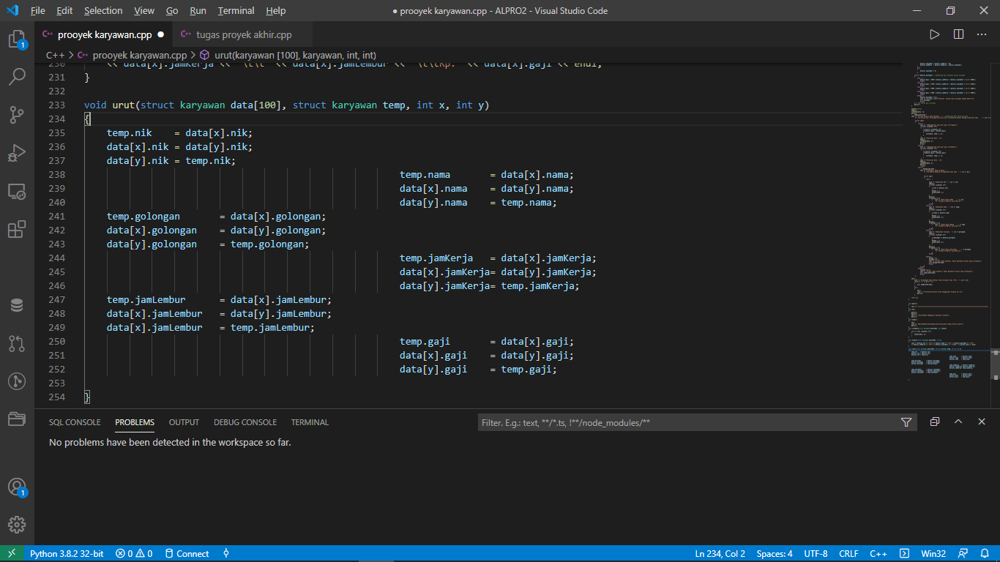 File Edit Selection View Go Run Terminal Help ● prooyek karyawan.cpp - ALPRO2 - Visual Studio Code
prooyek karyawan.cpp ● tugas proyek akhir.cpp
C++ > prooyek karyawan.cpp > urut(karyawan [100], karyawan, int, int)
230 << data[x].jamKerja << "\t\t" << data[x].jamLembur << "\t\tRp. " << data[x].gaji << endl;
231 }
232
233 void urut(struct karyawan data[100], struct karyawan temp, int x, int y)
234 {
235 temp.nik = data[x].nik;
236 data[x].nik = data[y].nik;
237 data[y].nik = temp.nik;
238 temp.nama = data[x].nama;
239 data[x].nama = data[y].nama;
240 data[y].nama = temp.nama;
241 temp.golongan = data[x].golongan;
242 data[x].golongan = data[y].golongan;
243 data[y].golongan = temp.golongan;
244 temp.jamKerja = data[x].jamKerja;
245 data[x].jamKerja= data[y].jamKerja;
246 data[y].jamKerja= temp.jamKerja;
247 temp.jamLembur = data[x].jamLembur;
248 data[x].jamLembur = data[y].jamLembur;
249 data[x].jamLembur = temp.jamLembur;
250 temp.gaji = data[x].gaji;
251 data[x].gaji = data[y].gaji;
252 data[y].gaji = temp.gaji;
253
254 }
SQL CONSOLE PROBLEMS OUTPUT DEBUG CONSOLE TERMINAL Filter. E.g.: text, **/*.ts, !**/node_modules/**
No problems have been detected in the workspace so far.
1
1
Python 3.8.2 32-bit 0 0 Connect Ln 234, Col 2 Spaces: 4 UTF-8 CRLF C++ Win32